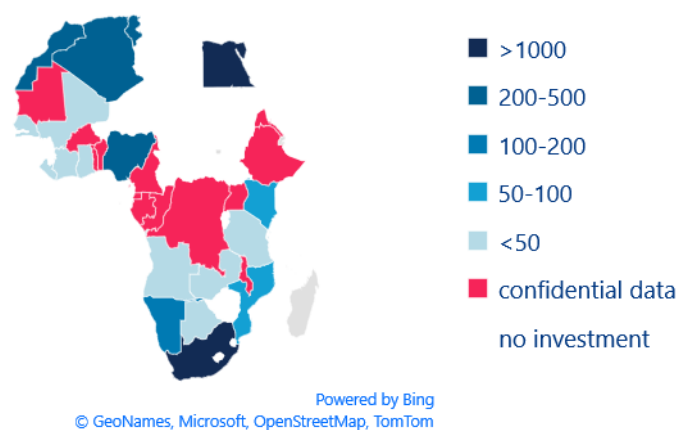 >1000
200-500
100-200
50-100
<50
confidential data
no investment
Powered by Bing
© GeoNames, Microsoft, OpenStreetMap, TomTom